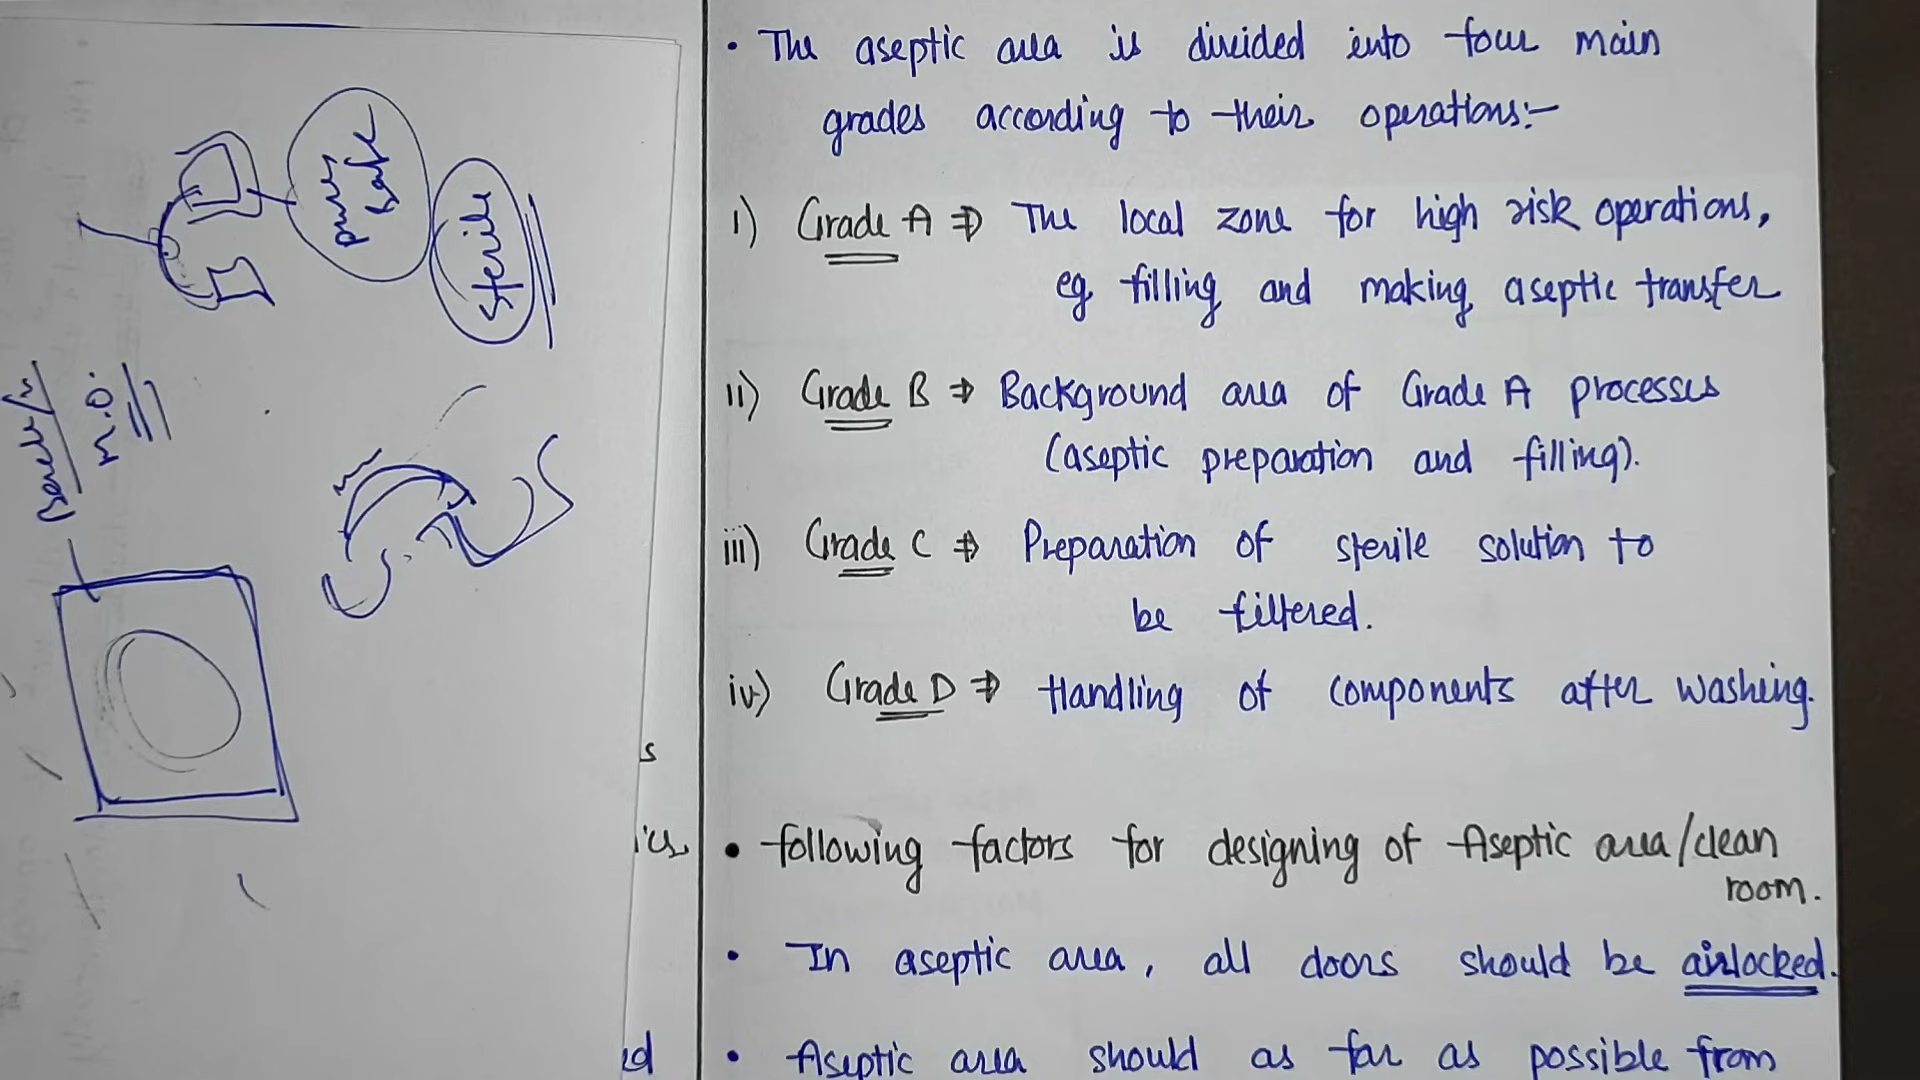 pure,
safe
sterile
m.o.
s
ics,
ed
• The aseptic area is divided into four main
grades according to their operations:-
i) Grade A ⇒ The local zone for high risk operations,
eg. filling and making aseptic transfer
ii) Grade B ⇒ Background area of Grade A processes
(aseptic preparation and filling).
iii) Grade C ⇒ Preparation of sterile solution to
be filtered.
iv) Grade D ⇒ Handling of components after washing.
• following factors for designing of Aseptic area/clean
room.
• In aseptic area, all doors should be airlocked.
• Aseptic area should as far as possible from